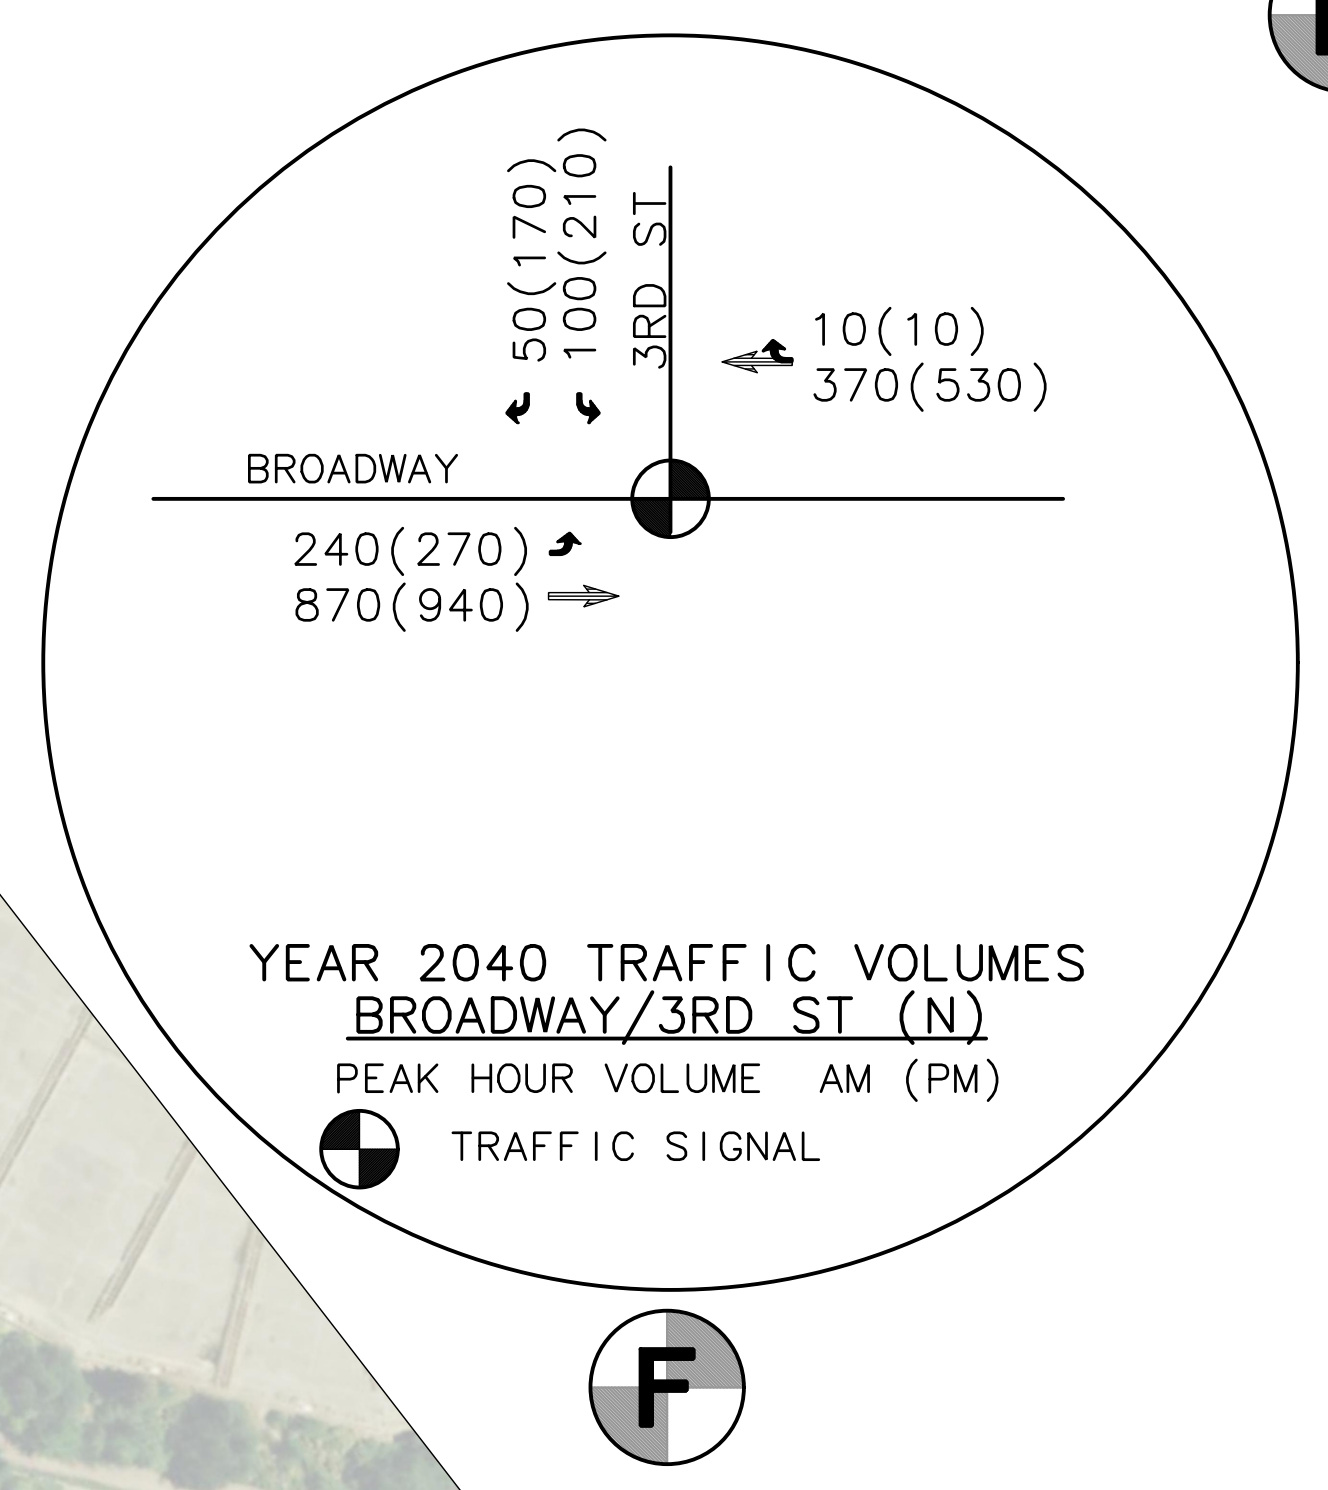 50(170)
100(210)
3RD ST
10(10)
370(530)
BROADWAY
240(270)
870(940)
YEAR 2040 TRAFFIC VOLUMES
BROADWAY/3RD ST (N)
PEAK HOUR VOLUME AM (PM)
TRAFFIC SIGNAL
F